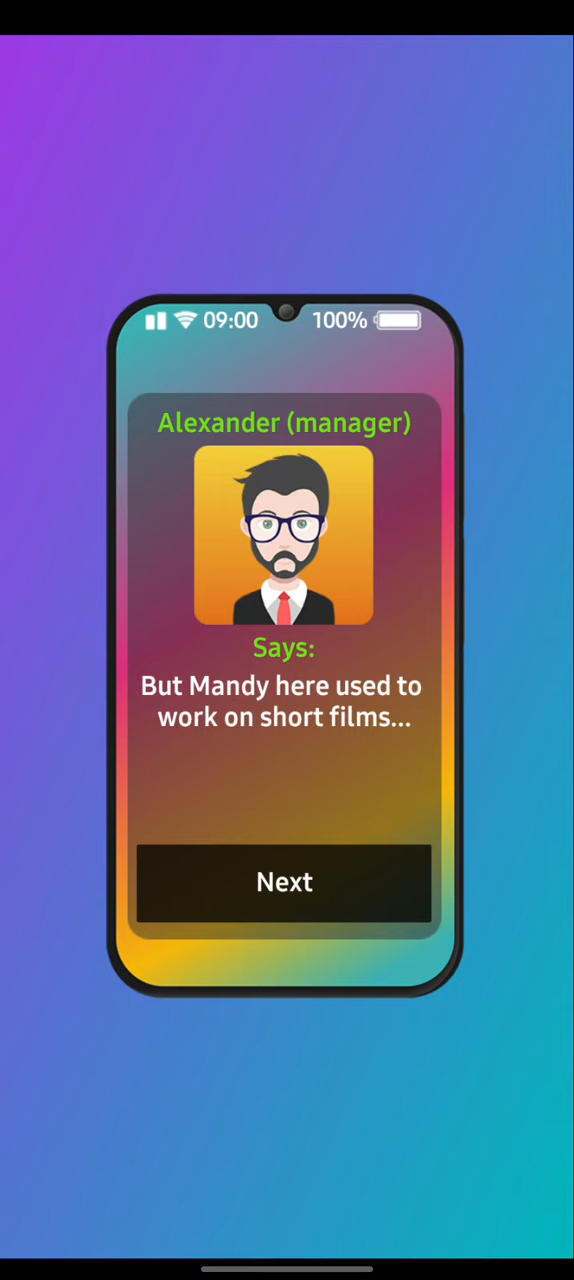 09:00 100%
Alexander (manager)
Says:
But Mandy here used to
work on short films...
Next